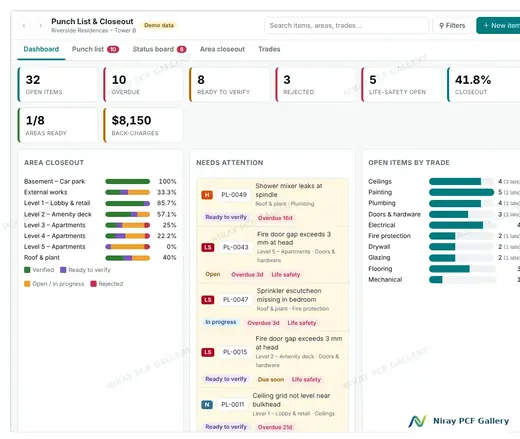 Punch List & Closeout
Demo data
Riverside Residences – Tower B
Search items, areas, trades...
Filters
+ New item
Dashboard
Punch list 10
Status board 8
Area closeout
Trades
32
OPEN ITEMS
10
OVERDUE
8
READY TO VERIFY
3
REJECTED
5
LIFE-SAFETY OPEN
41.8%
CLOSEOUT
1/8
AREAS READY
$8,150
BACK-CHARGES
AREA CLOSEOUT
Basement – Car park 100%
External works 33.3%
Level 1 – Lobby & retail 85.7%
Level 2 – Amenity deck 57.1%
Level 3 – Apartments 25%
Level 4 – Apartments 22.2%
Level 5 – Apartments 0%
Roof & plant 40%
Verified
Ready to verify
Open / in progress
Rejected
NEEDS ATTENTION
H PL-0049
Shower mixer leaks at
spindle
Roof & plant · Plumbing
Ready to verify
Overdue 16d
LS PL-0043
Fire door gap exceeds 3
mm at head
Level 5 – Apartments · Doors &
hardware
Open
Overdue 3d
Life safety
LS PL-0047
Sprinkler escutcheon
missing in bedroom
Roof & plant · Fire protection
In progress
Overdue 3d
Life safety
LS PL-0015
Fire door gap exceeds 3 mm
at head
Level 2 – Amenity deck · Doors &
hardware
Ready to verify
Due soon
Life safety
N PL-0011
Ceiling grid not level near
bulkhead
Level 1 – Lobby & retail · Ceilings
Ready to verify
Overdue 21d
OPEN ITEMS BY TRADE
Ceilings 4
Painting 5
Plumbing 4
Doors & hardware 3
Electrical
Fire protection 2
Drywall 2
Glazing 2
Flooring
Mechanical
NIRAY PCF GALLERY
Niray PCF Gallery